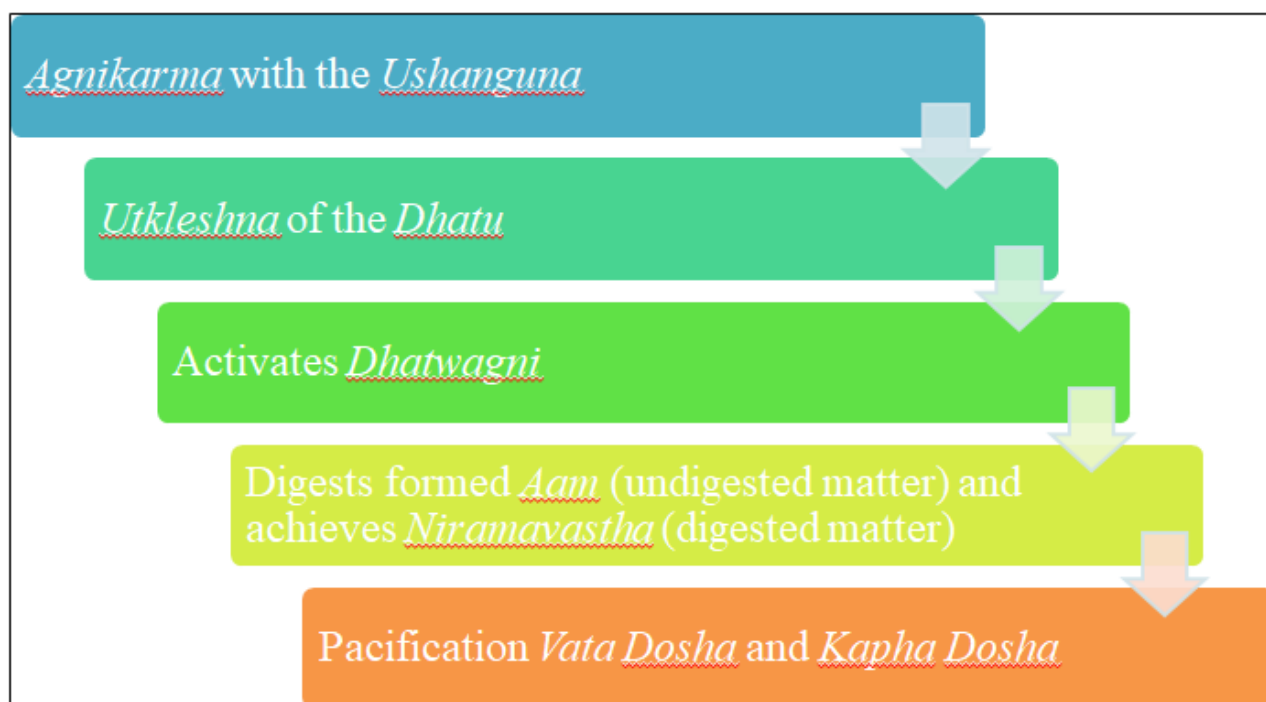 Agnikarma with the Ushanguna
Utkleshna of the Dhatu
Activates Dhatwagni
Digests formed Aam (undigested matter) and
achieves Niramavastha (digested matter)
Pacification Vata Dosha and Kapha Dosha